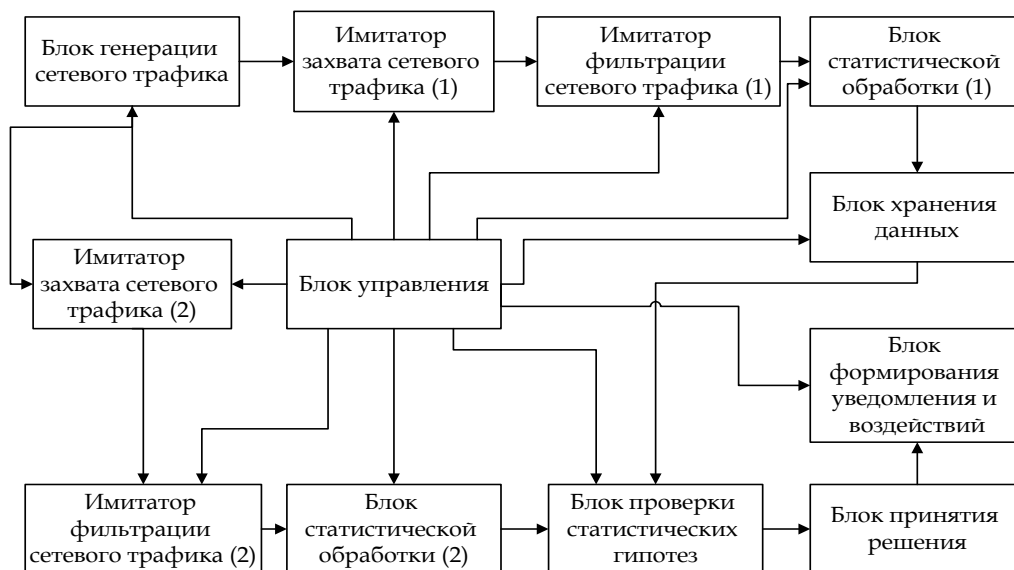 Блок генерации
сетевого трафика
Имитатор
захвата сетевого
трафика (1)
Имитатор
фильтрации
сетевого трафика (1)
Блок
статистической
обработки (1)
Блок хранения
данных
Имитатор
захвата сетевого
трафика (2)
Блок управления
Блок
формирования
уведомления и
воздействий
Имитатор
фильтрации
сетевого трафика (2)
Блок
статистической
обработки (2)
Блок проверки
статистических
гипотез
Блок принятия
решения